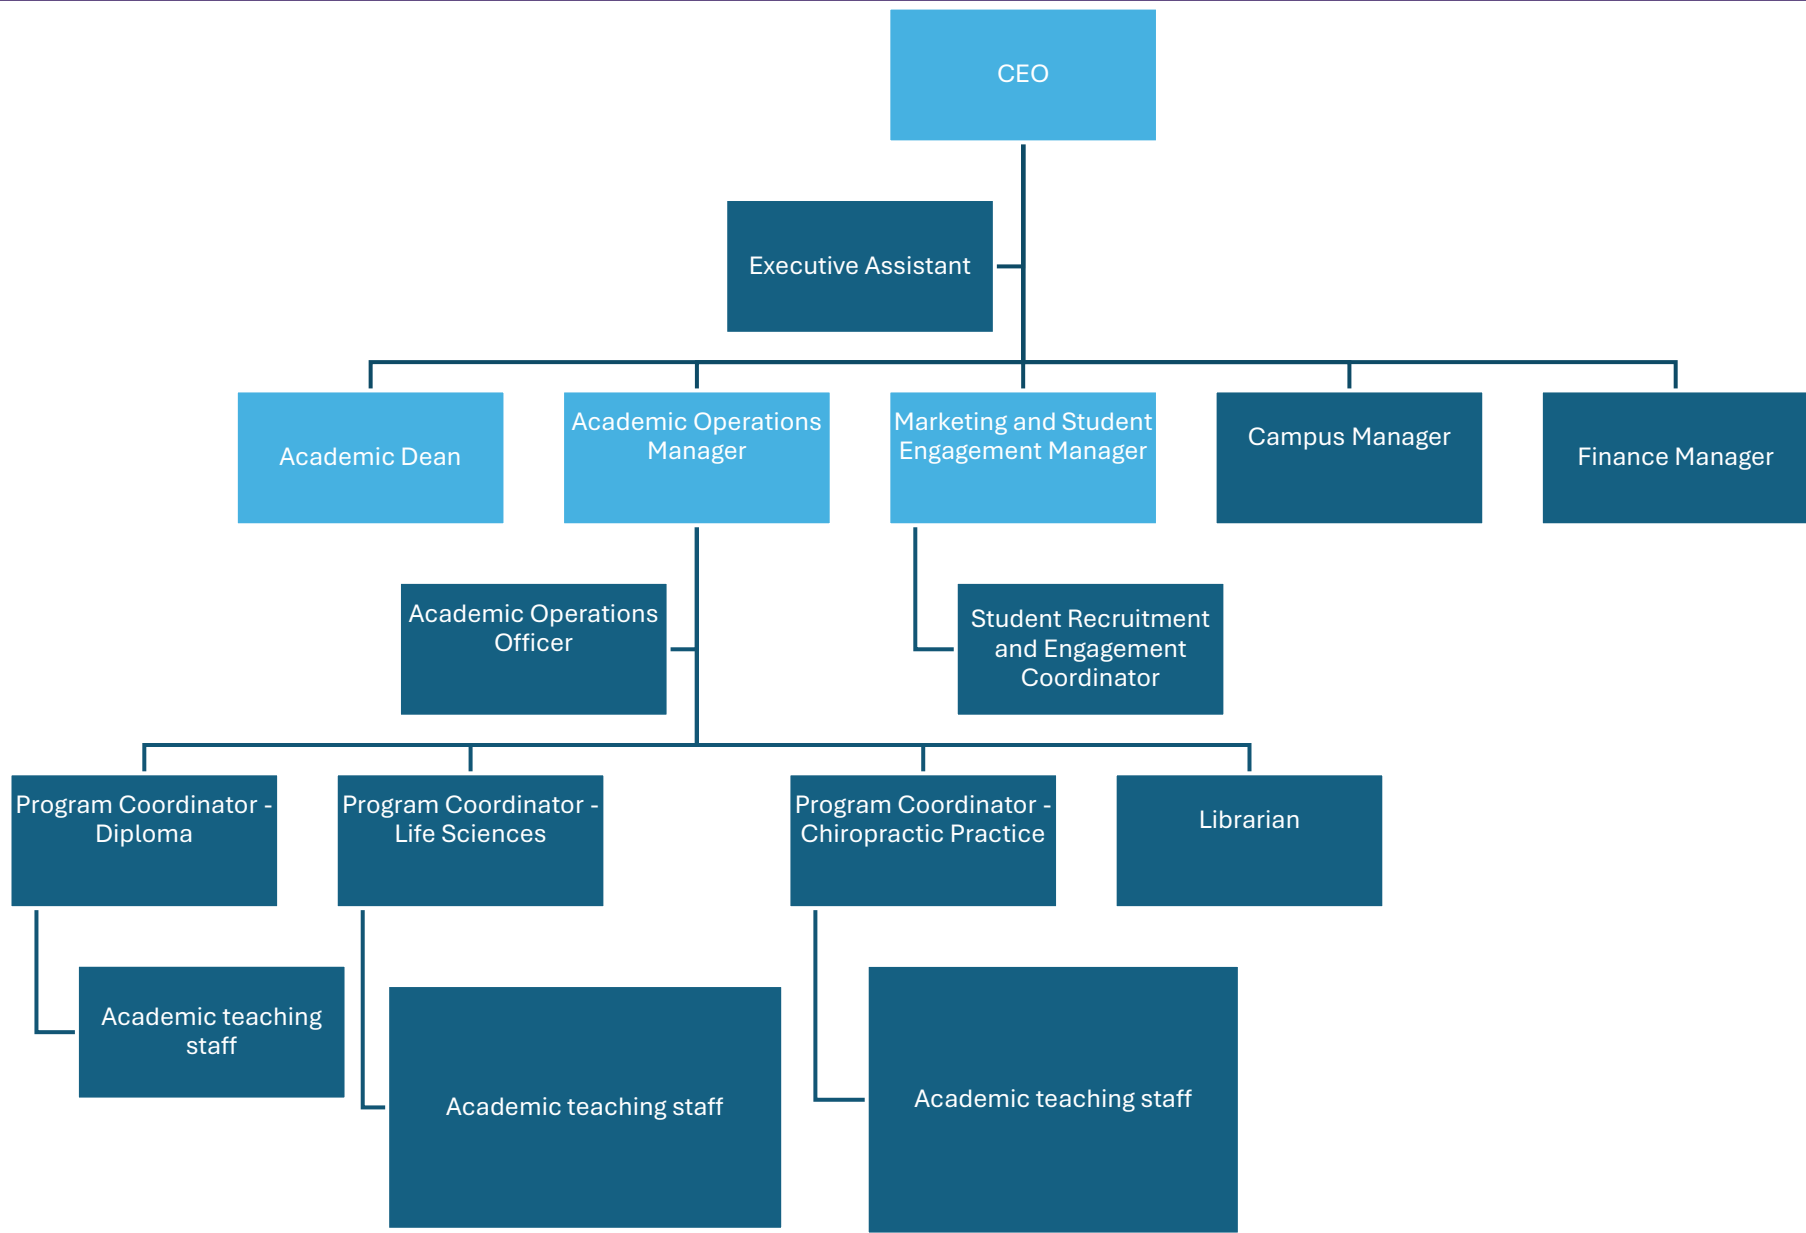 CEO
Executive Assistant
Academic Dean
Academic Operations
Manager
Marketing and Student
Engagement Manager
Campus Manager
Finance Manager
Academic Operations
Officer
Student Recruitment
and Engagement
Coordinator
Program Coordinator -
Diploma
Program Coordinator -
Life Sciences
Program Coordinator -
Chiropractic Practice
Librarian
Academic teaching
staff
Academic teaching staff
Academic teaching staff